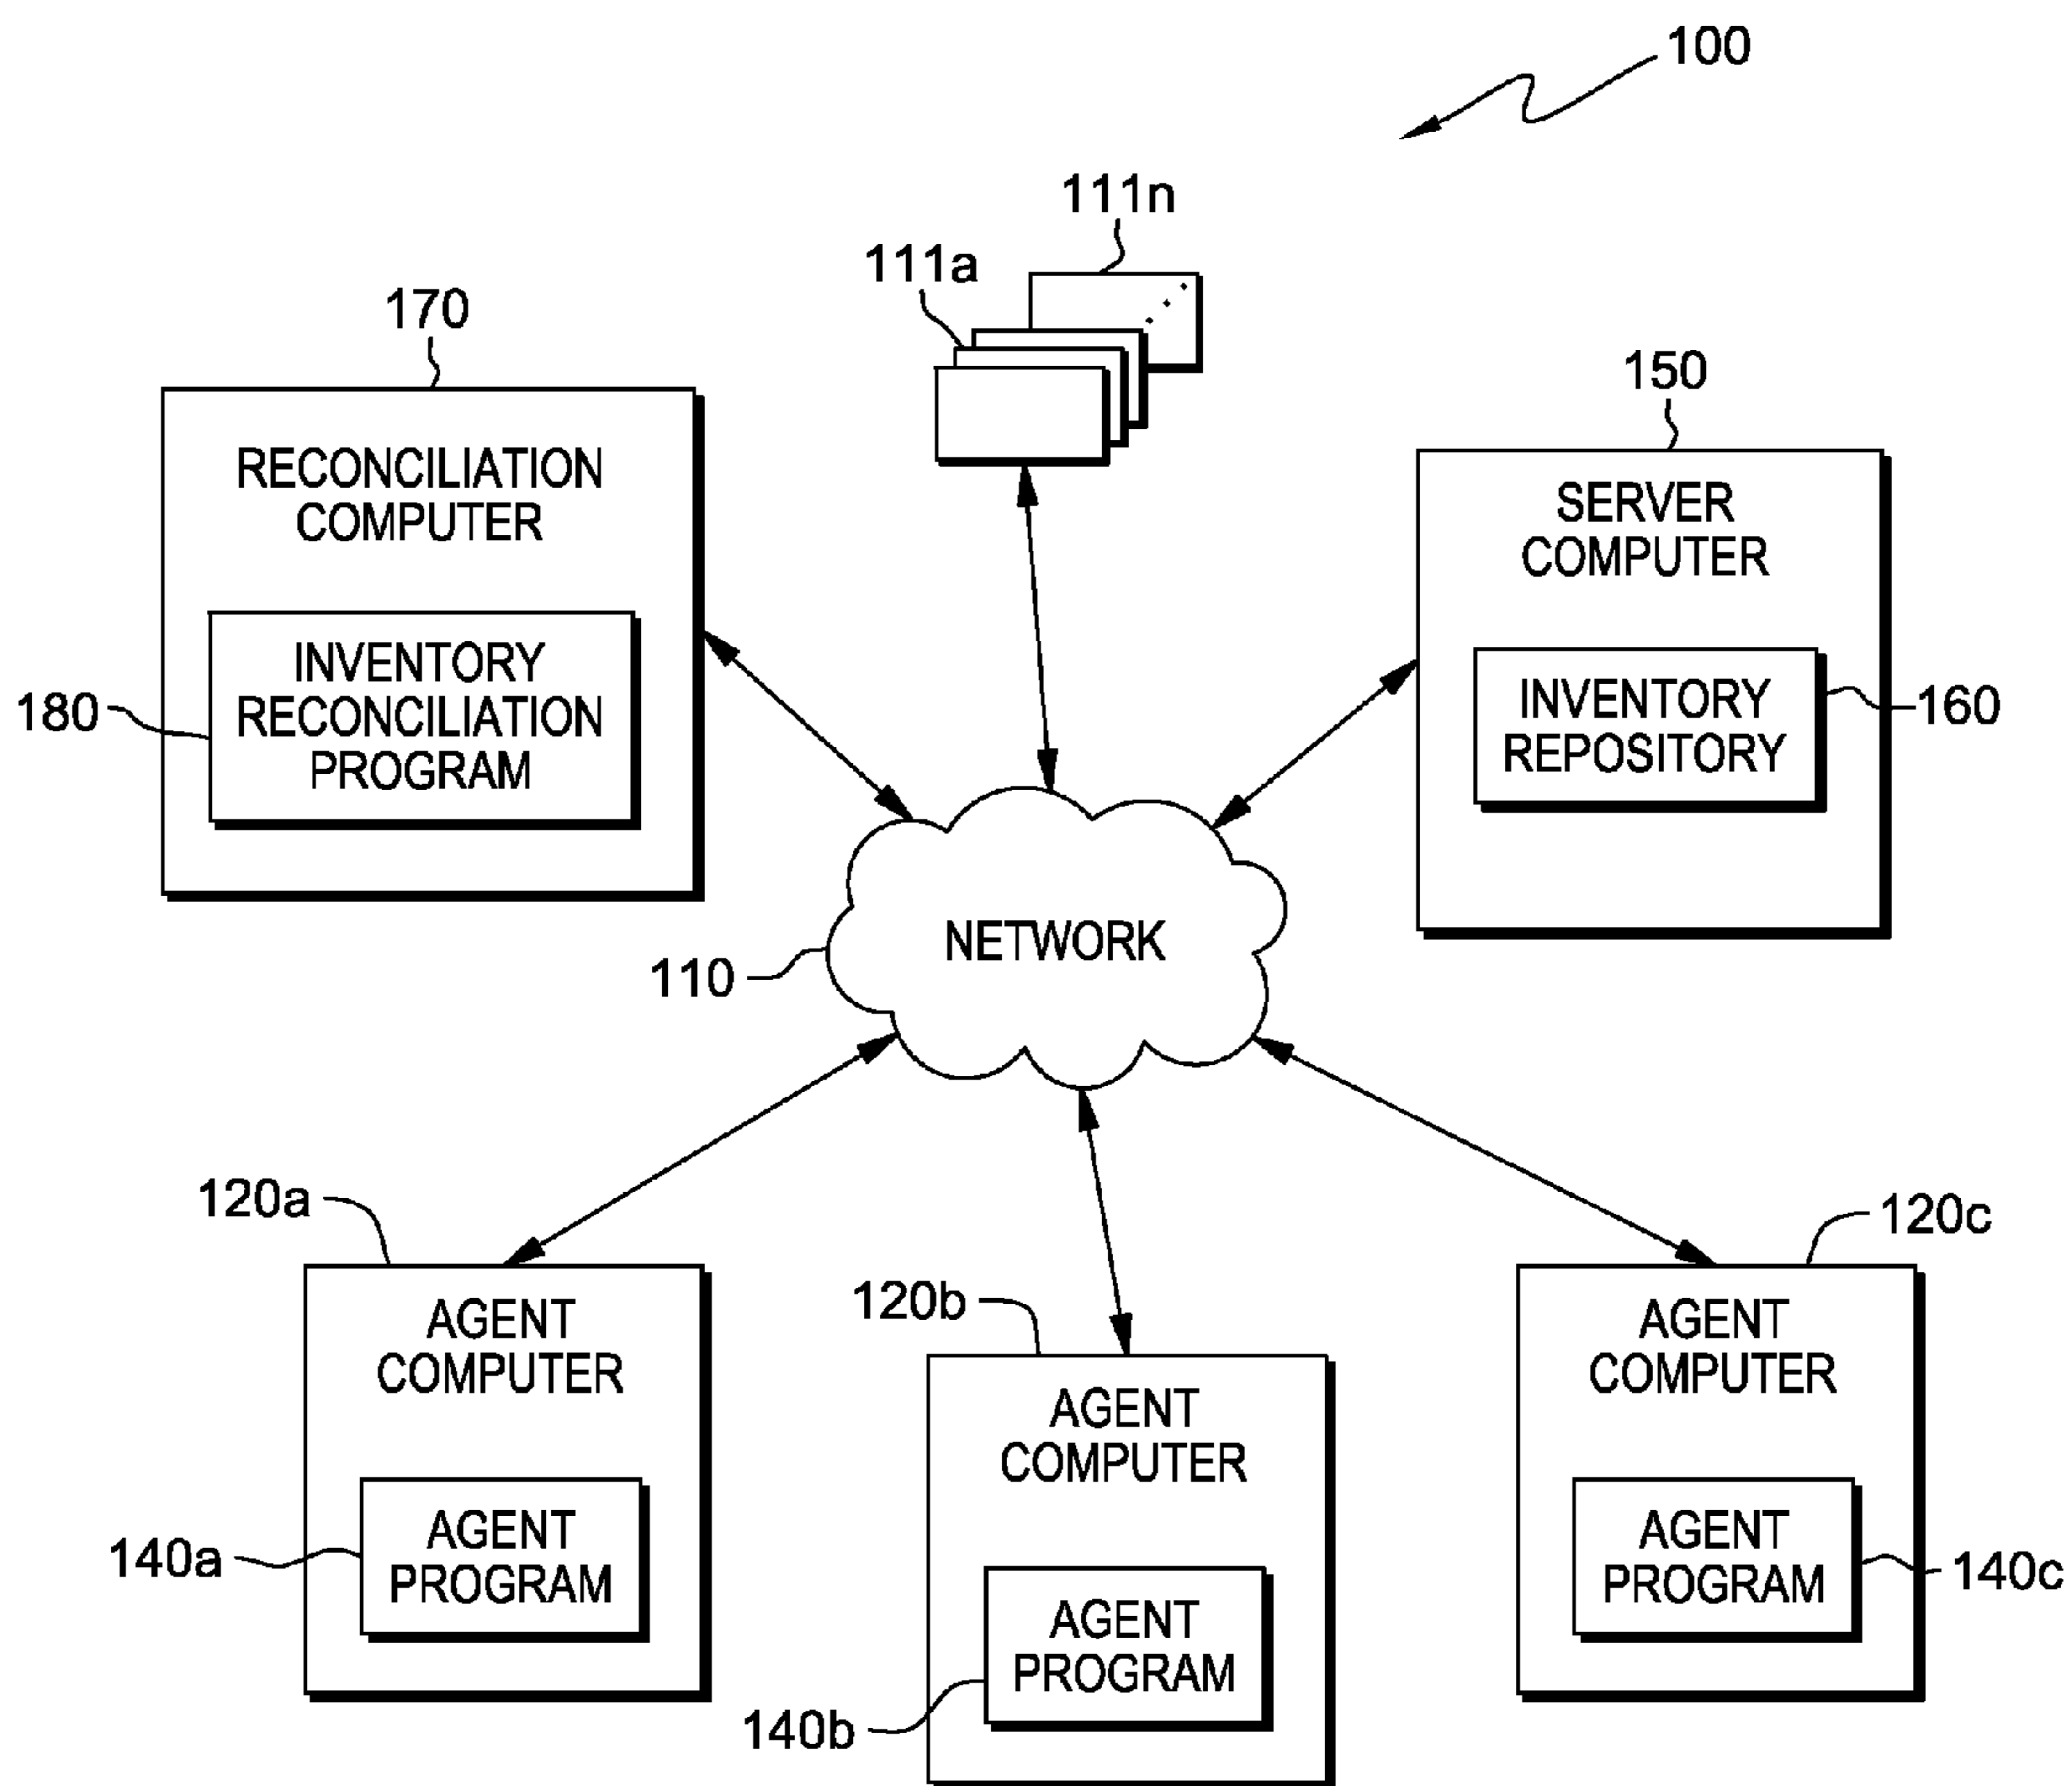 100
111n
111a
170
RECONCILIATION
COMPUTER
INVENTORY
RECONCILIATION
PROGRAM
180
150
SERVER
COMPUTER
INVENTORY
REPOSITORY
160
NETWORK
110
120a
AGENT
COMPUTER
AGENT
PROGRAM
140a
120b
AGENT
COMPUTER
AGENT
PROGRAM
140b
120c
AGENT
COMPUTER
AGENT
PROGRAM
140c